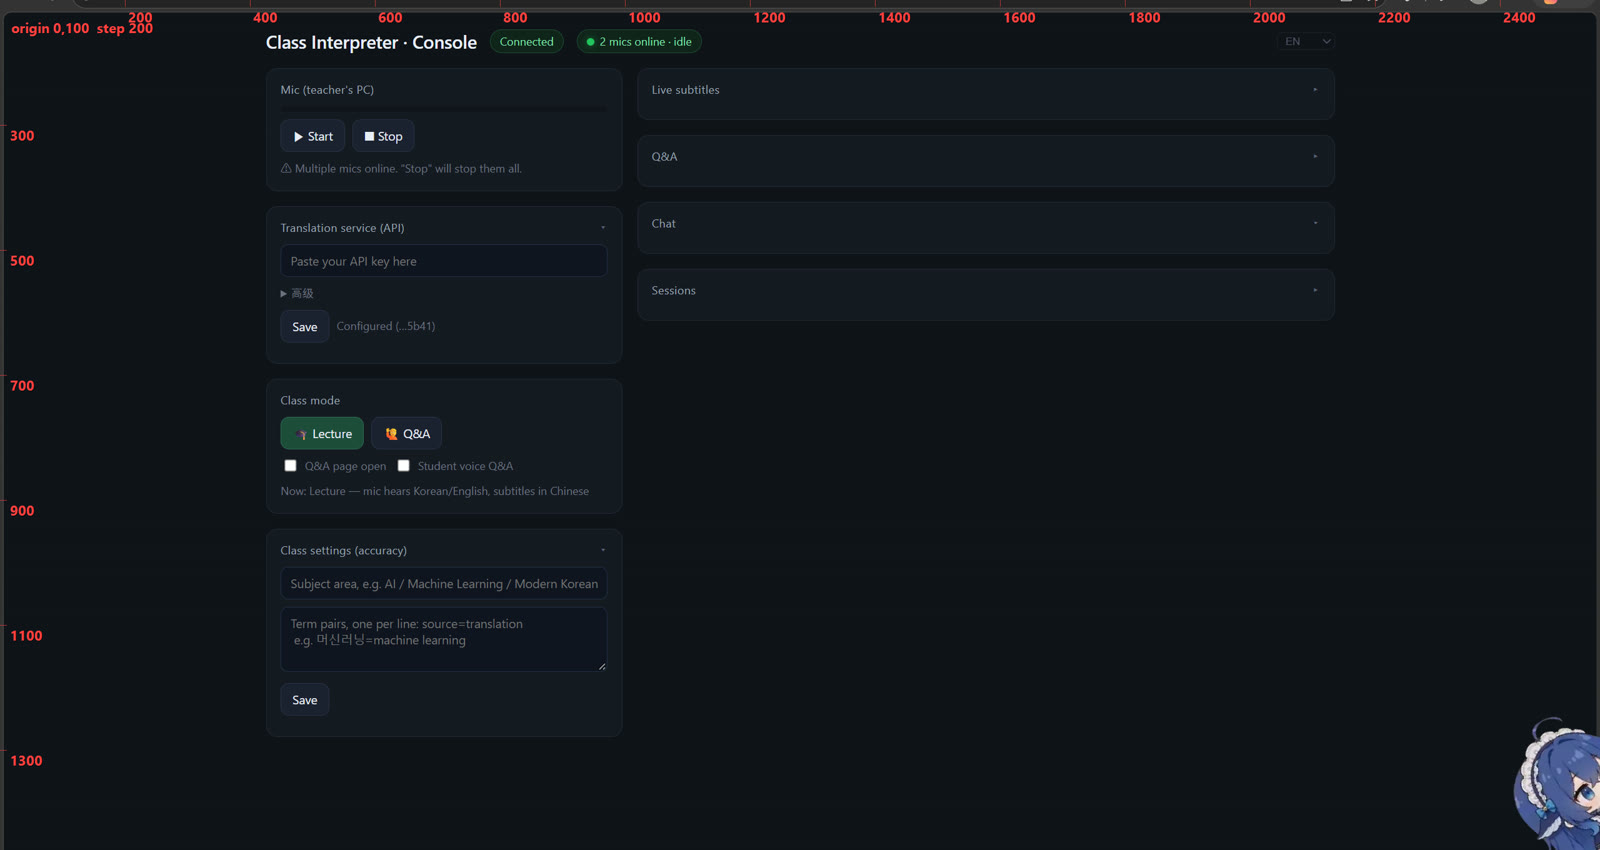 200 400 600 800 1000 1200 1400 1600 1800 2000 2200 2400
origin 0,100 step 200
Class Interpreter · Console
Connected
2 mics online · idle
EN
Mic (teacher's PC)
▶ Start
■ Stop
⚠ Multiple mics online. "Stop" will stop them all.
Translation service (API)
Paste your API key here
▶ 高级
Save
Configured (...5b41)
Class mode
Lecture
Q&A
Q&A page open
Student voice Q&A
Now: Lecture — mic hears Korean/English, subtitles in Chinese
Class settings (accuracy)
Subject area, e.g. AI / Machine Learning / Modern Korean
Term pairs, one per line: source=translation
e.g. 머신러닝=machine learning
Save
Live subtitles
Q&A
Chat
Sessions
300
500
700
900
1100
1300